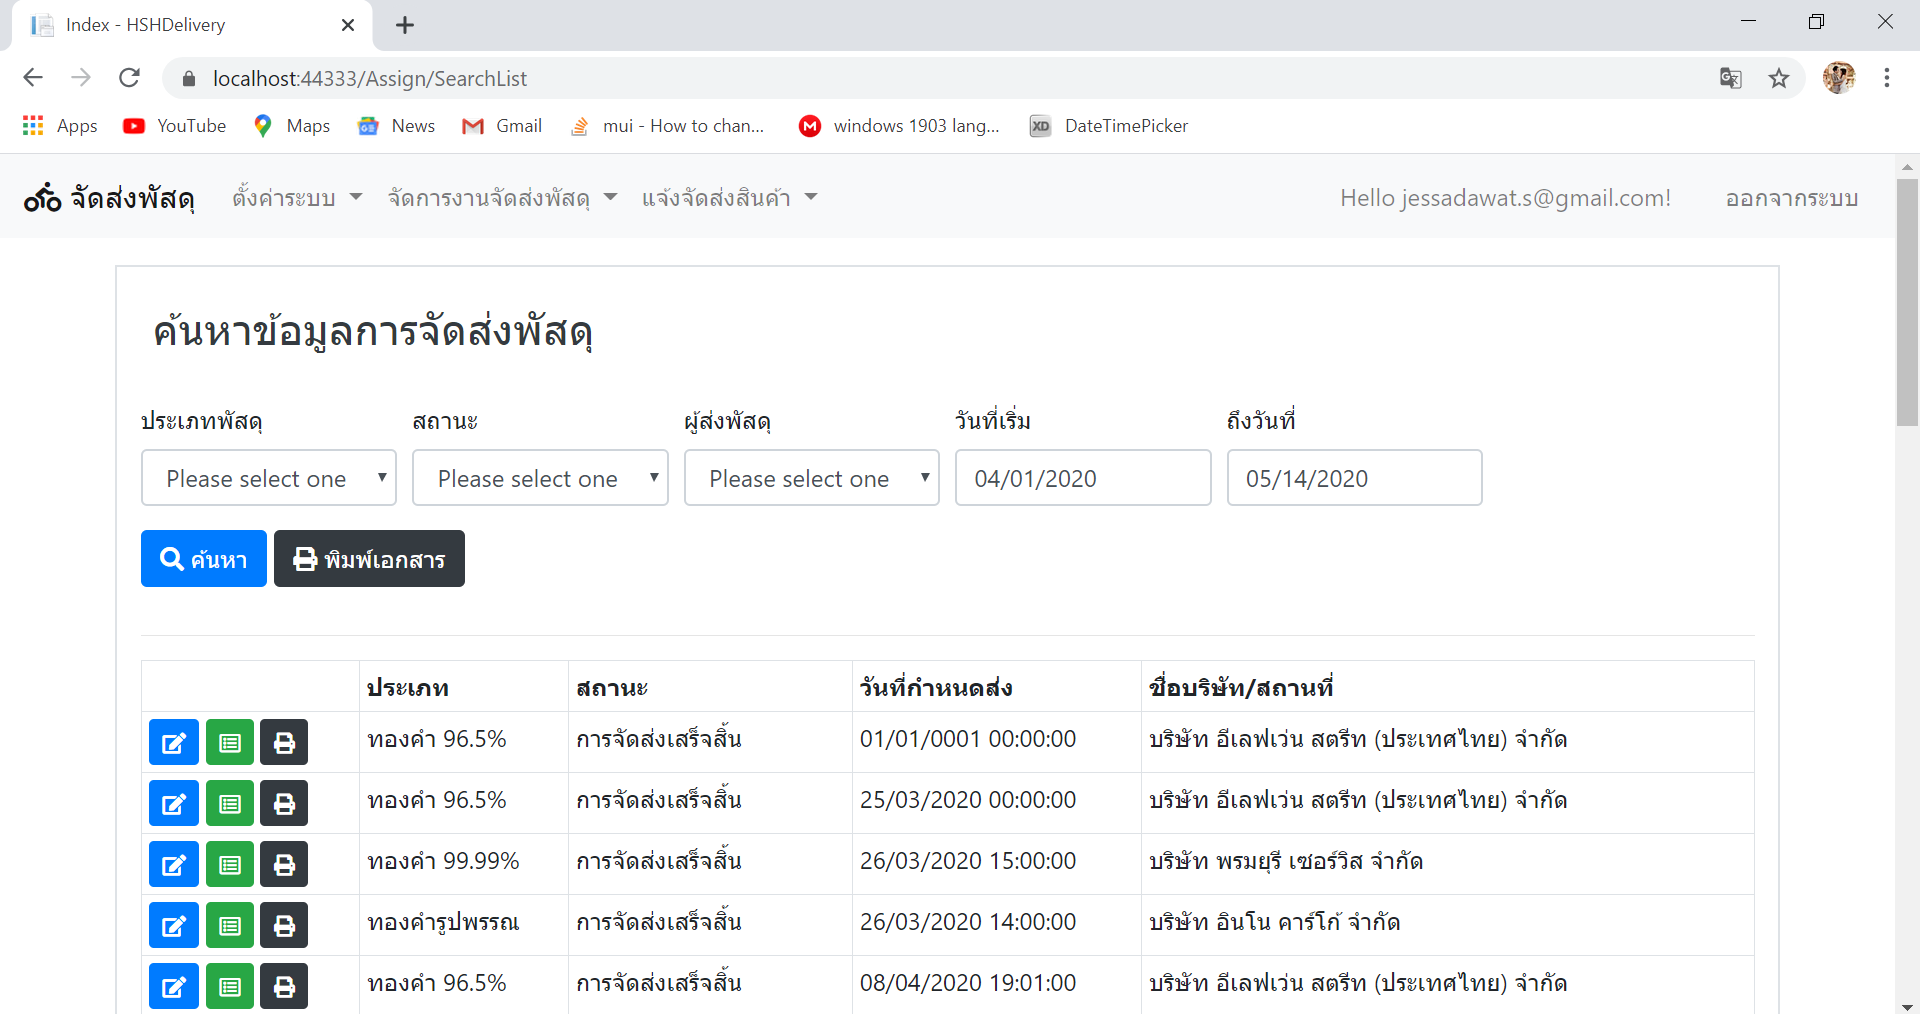 Index - HSHDelivery
localhost:44333/Assign/SearchList
Apps YouTube Maps News Gmail mui - How to chan... windows 1903 lang... XD DateTimePicker
จัดส่งพัสดุ ตั้งค่าระบบ จัดการงานจัดส่งพัสดุ แจ้งจัดส่งสินค้า Hello jessadawat.s@gmail.com! ออกจากระบบ
ค้นหาข้อมูลการจัดส่งพัสดุ
ประเภทพัสดุ สถานะ ผู้ส่งพัสดุ วันที่เริ่ม ถึงวันที่
Please select one Please select one Please select one 04/01/2020 05/14/2020
ค้นหา พิมพ์เอกสาร
ประเภท สถานะ วันที่กำหนดส่ง ชื่อบริษัท/สถานที่
ทองคำ 96.5% การจัดส่งเสร็จสิ้น 01/01/0001 00:00:00 บริษัท อีเลฟเว่น สตรีท (ประเทศไทย) จำกัด
ทองคำ 96.5% การจัดส่งเสร็จสิ้น 25/03/2020 00:00:00 บริษัท อีเลฟเว่น สตรีท (ประเทศไทย) จำกัด
ทองคำ 99.99% การจัดส่งเสร็จสิ้น 26/03/2020 15:00:00 บริษัท พรมยุรี เซอร์วิส จำกัด
ทองคำรูปพรรณ การจัดส่งเสร็จสิ้น 26/03/2020 14:00:00 บริษัท อินโน คาร์โก้ จำกัด
ทองคำ 96.5% การจัดส่งเสร็จสิ้น 08/04/2020 19:01:00 บริษัท อีเลฟเว่น สตรีท (ประเทศไทย) จำกัด